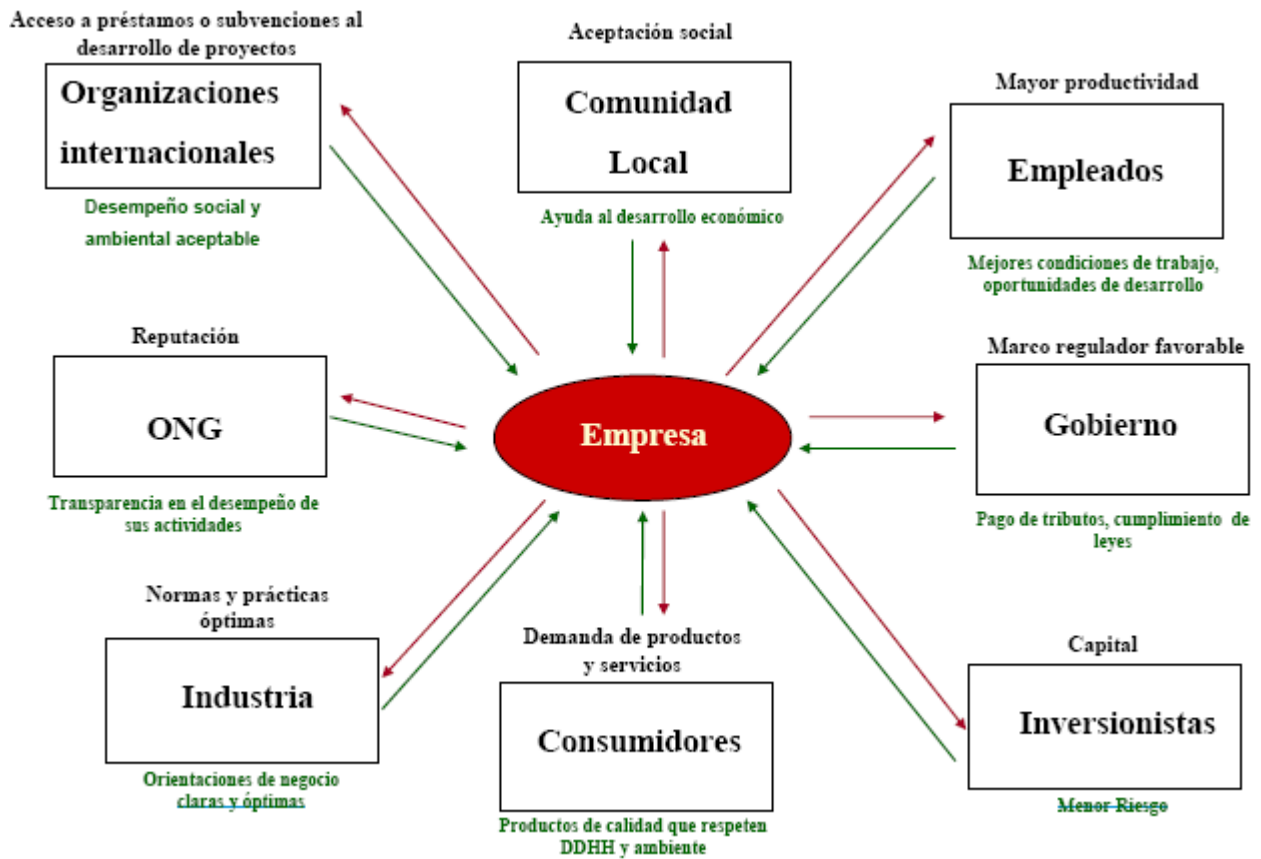 Acceso a préstamos o subvenciones al
desarrollo de proyectos
Organizaciones
internacionales
Desempeño social y
ambiental aceptable
Aceptación social
Comunidad
Local
Ayuda al desarrollo económico
Mayor productividad
Empleados
Mejores condiciones de trabajo,
oportunidades de desarrollo
Reputación
ONG
Transparencia en el desempeño de
sus actividades
Empresa
Marco regulador favorable
Gobierno
Pago de tributos, cumplimiento de
leyes
Normas y prácticas
óptimas
Industria
Orientaciones de negocio
claras y óptimas
Demanda de productos
y servicios
Consumidores
Productos de calidad que respeten
DDHH y ambiente
Capital
Inversionistas
Menor Riesgo